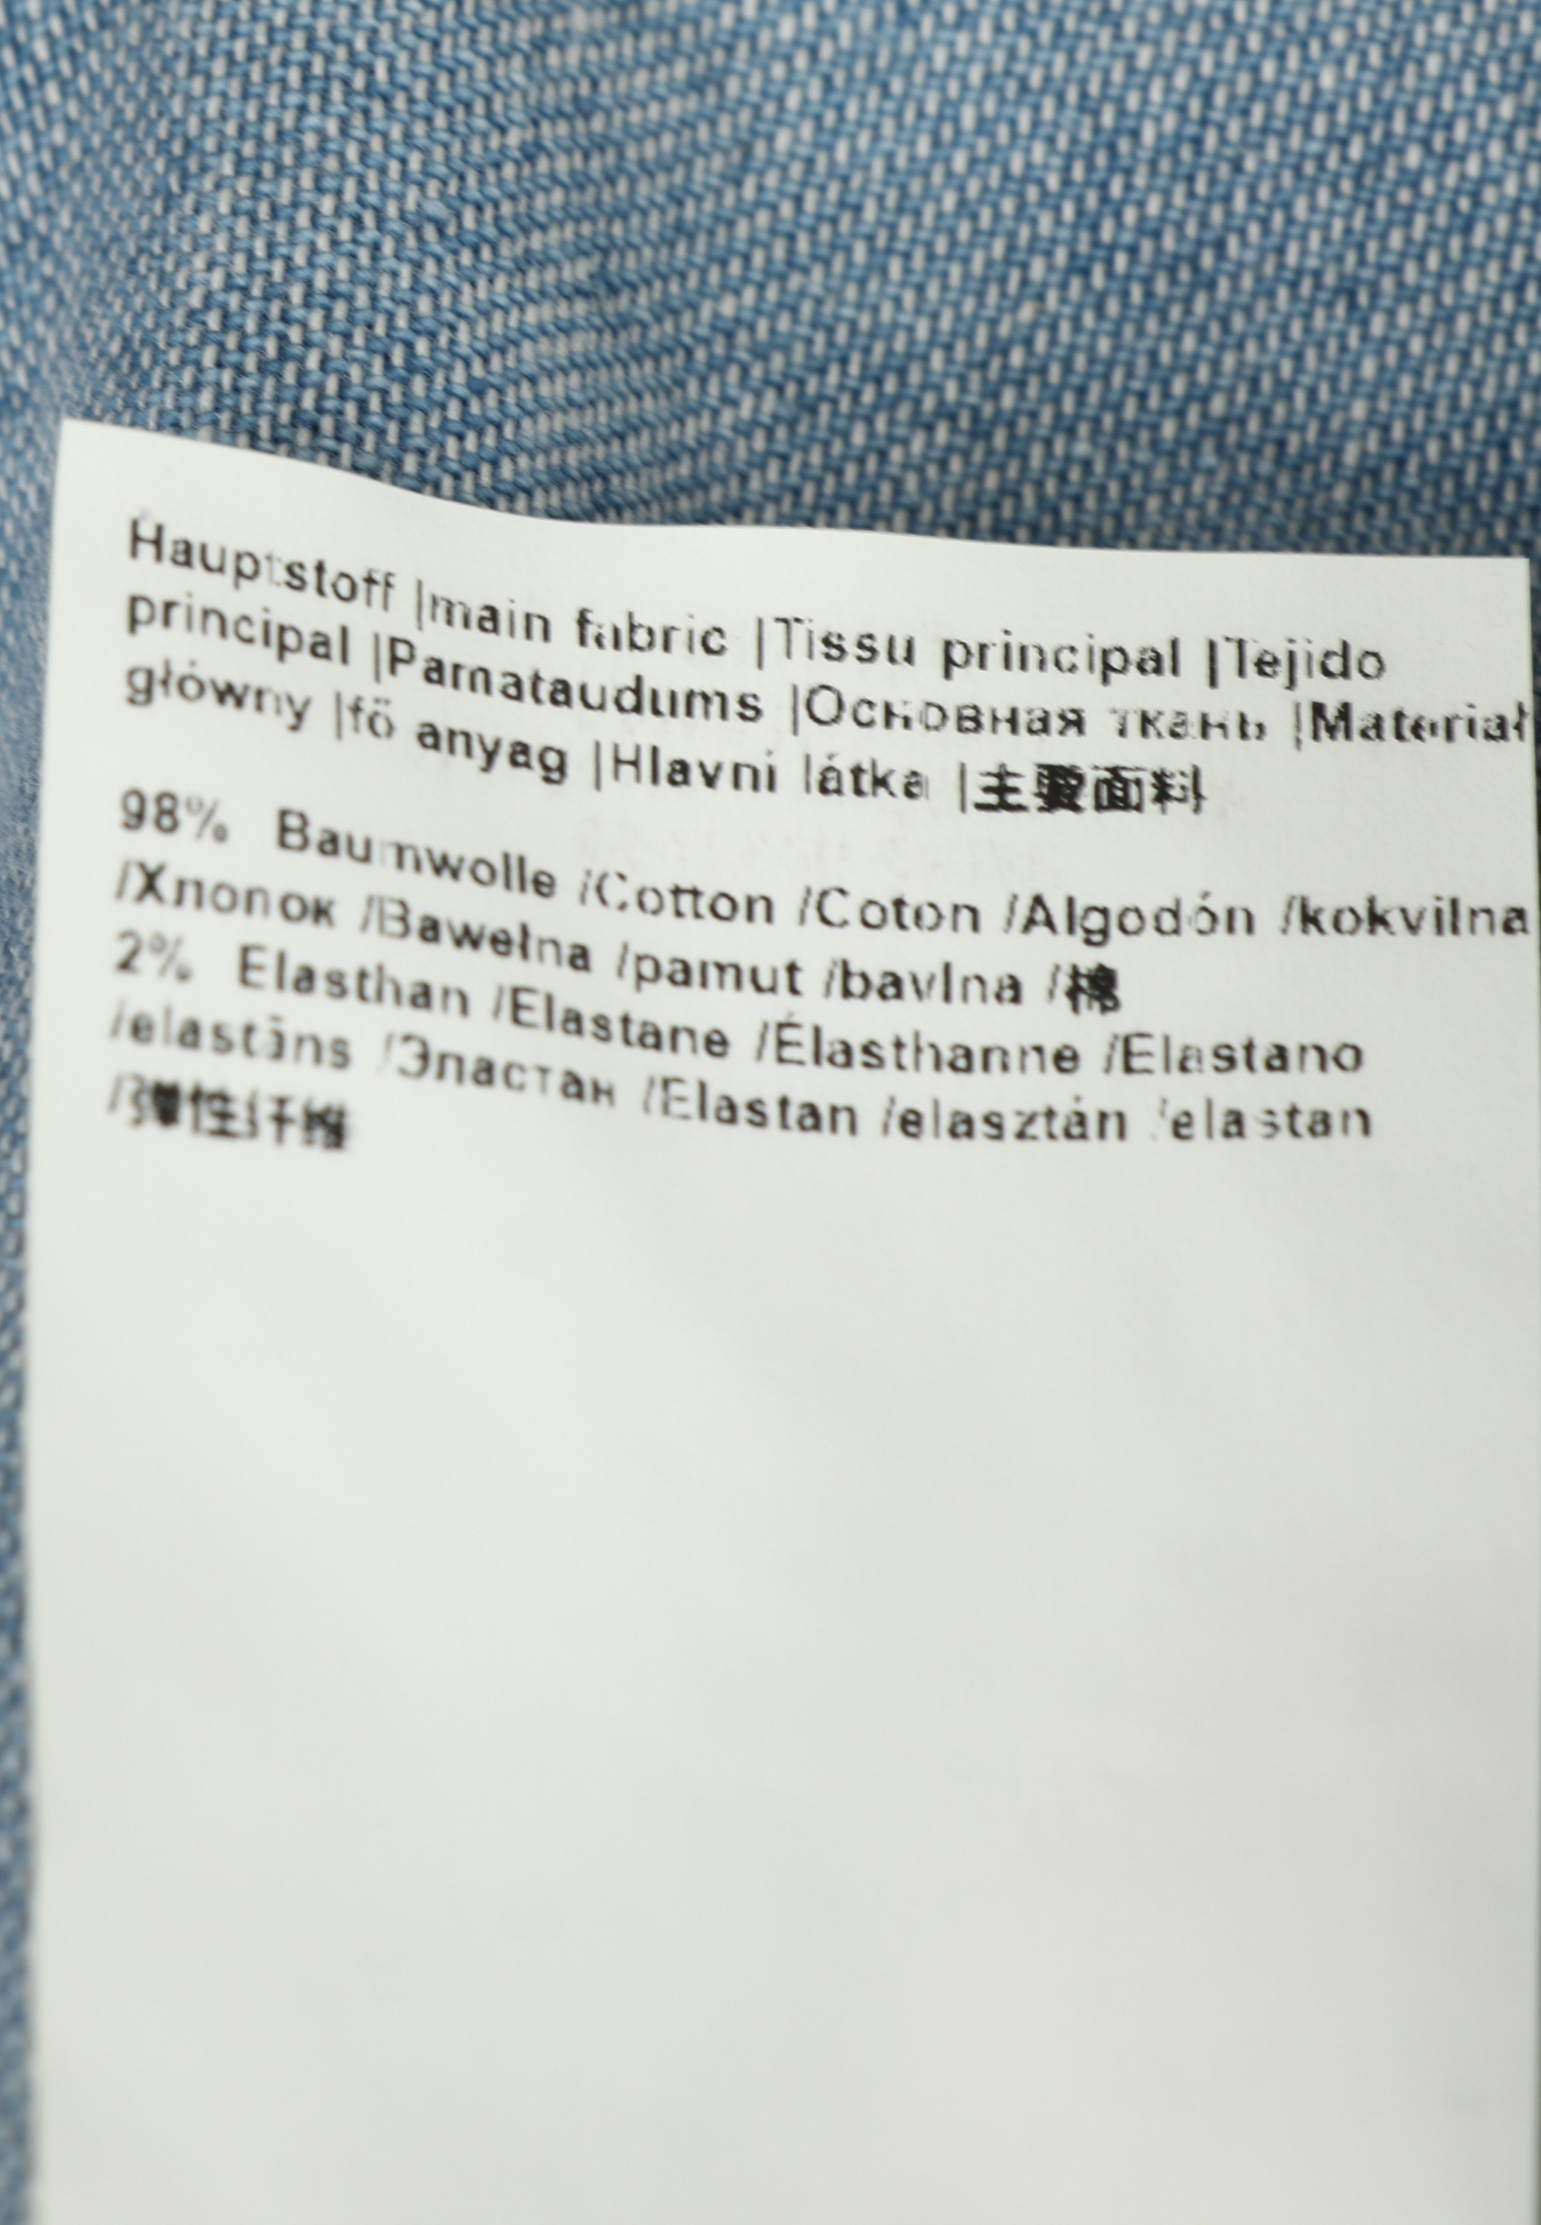 Hauptstoff |main fabric |Tissu principal |Tejido
principal |Pamataudums |Основная ткань |Materiał
główny |fő anyag |Hlavni látka |主要面料
98% Baumwolle /Cotton /Coton /Algodón /kokvilna
/Хлопок /Bawełna /pamut /bavlna /棉
2% Elasthan /Elastane /Élasthanne /Elastano
/elastāns /Эластан /Elastan /elasztán /elastan
/弹性纤维